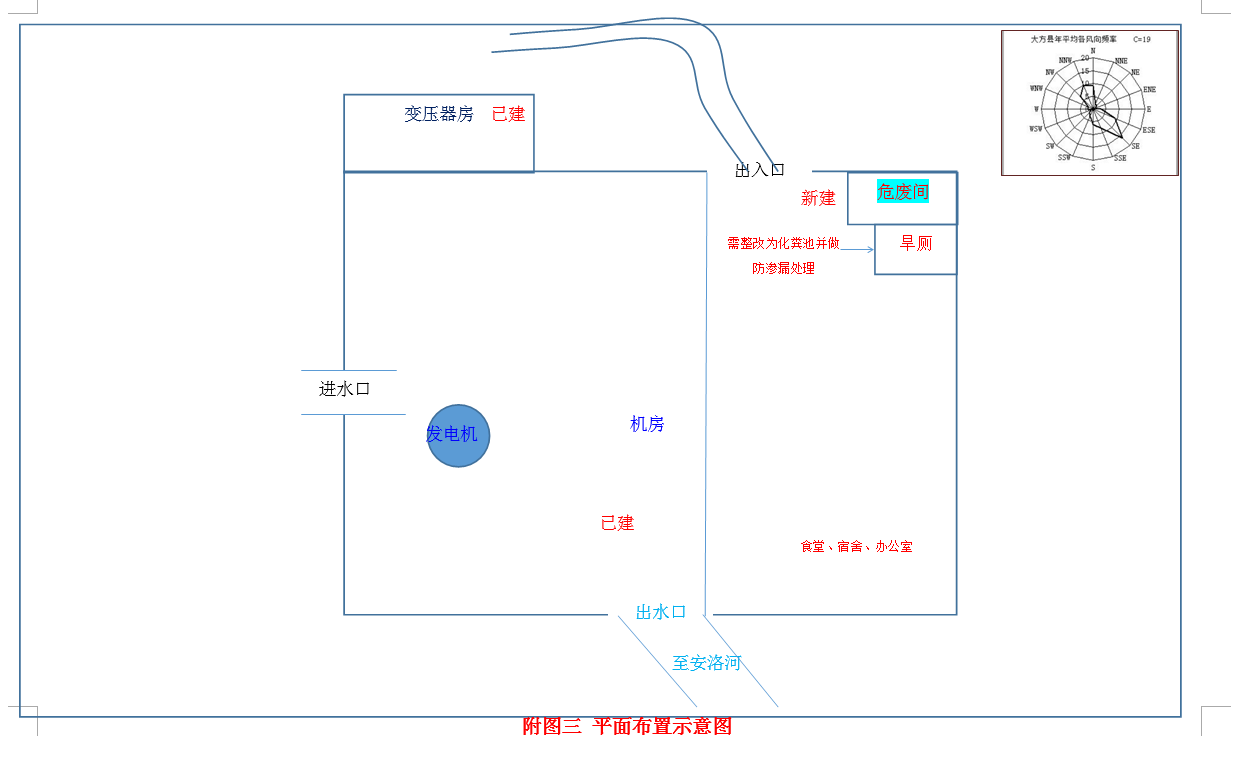 大方县年平均各风向频率 C=19
N
NNW
NNE
20
NW
15
NE
WNW
10
ENE
5
W
E
WSW
ESE
SW
SE
SSW
SSE
S
变压器房 已建
出入口
新建
危废间
需整改为化粪池并做
防渗漏处理
旱厕
进水口
发电机
机房
已建
食堂、宿舍、办公室
出水口
至安洛河
附图三 平面布置示意图